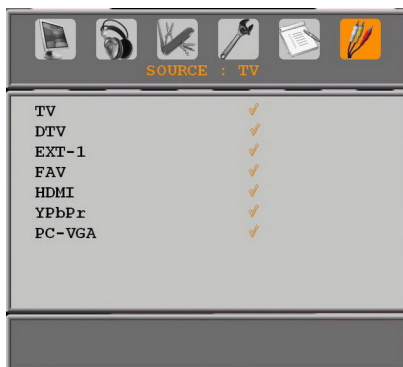 SOURCE : TV
TV
DTV
EXT-1
FAV
HDMI
YPbPr
PC-VGA